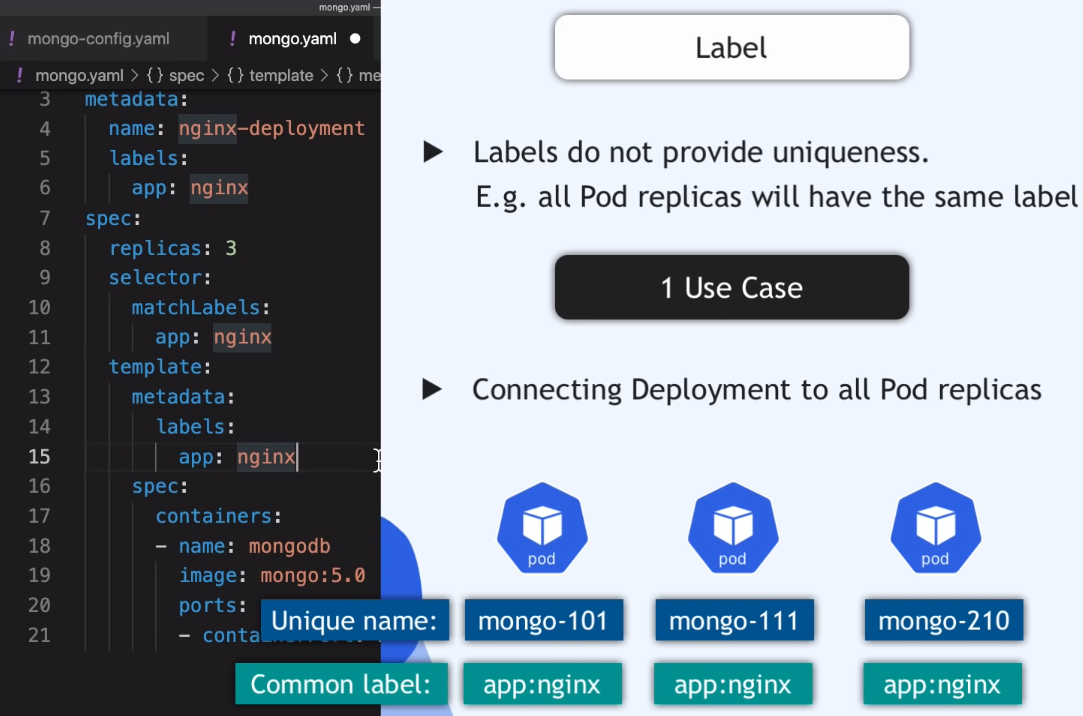 mongo.yaml —
! mongo-config.yaml
! mongo.yaml ●
! mongo.yaml > {} spec > {} template > {} me
3 metadata:
4 name: nginx-deployment
5 labels:
6 app: nginx
7 spec:
8 replicas: 3
9 selector:
10 matchLabels:
11 app: nginx
12 template:
13 metadata:
14 labels:
15 app: nginx
16 spec:
17 containers:
18 - name: mongodb
19 image: mongo:5.0
20 ports:
21 -
Label
▶ Labels do not provide uniqueness.
E.g. all Pod replicas will have the same label
1 Use Case
▶ Connecting Deployment to all Pod replicas
pod pod pod
Unique name: mongo-101 mongo-111 mongo-210
Common label: app:nginx app:nginx app:nginx